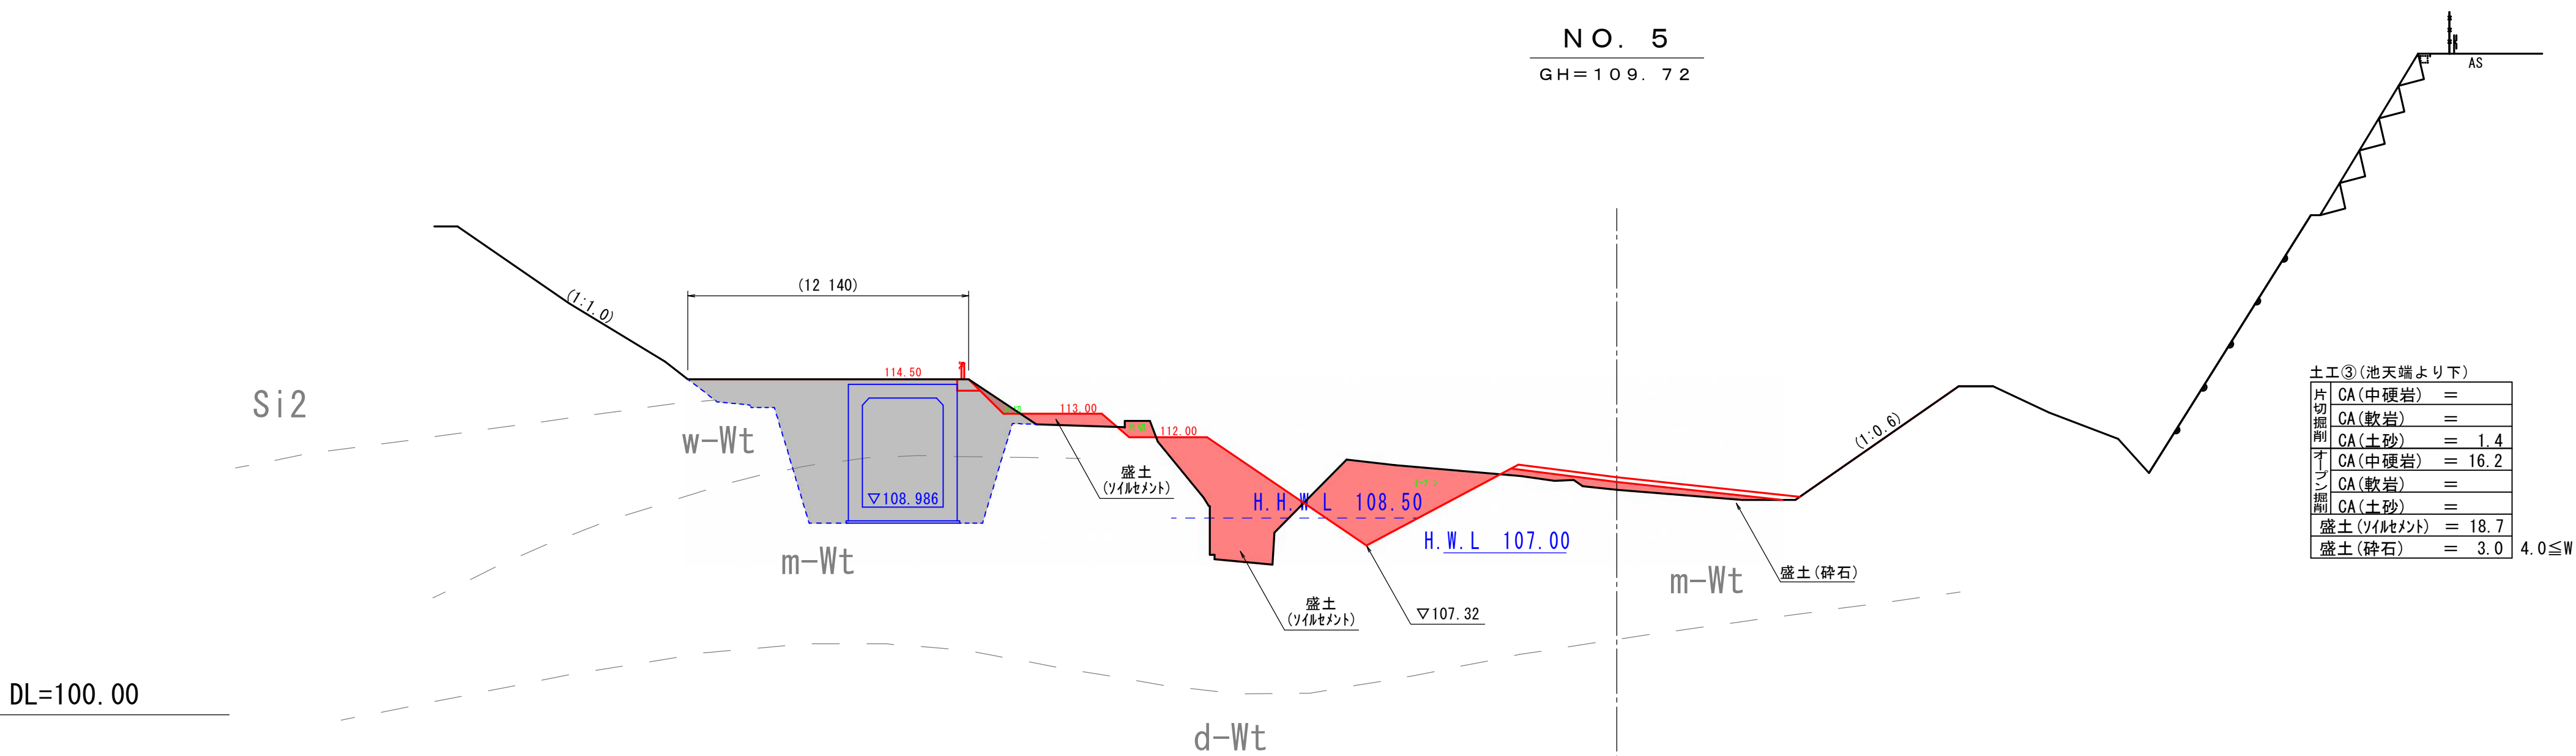 NO. 5
GH=109.72
AS
(12 140)
(1:1.0)
114.50
113.00
112.00
Si2
w-Wt
▽108.986
盛土
(ソイルセメント)
H.H.W.L 108.50
H.W.L 107.00
(1:0.6)
m-Wt
盛土
(ソイルセメント)
▽107.32
m-Wt
盛土(砕石)
DL=100.00
d-Wt
土工③(池天端より下)
片切掘削
CA(中硬岩) =
CA(軟岩) =
CA(土砂) = 1.4
オープン掘削
CA(中硬岩) = 16.2
CA(軟岩) =
CA(土砂) =
盛土(ソイルセメント) = 18.7
盛土(砕石) = 3.0 4.0≦W